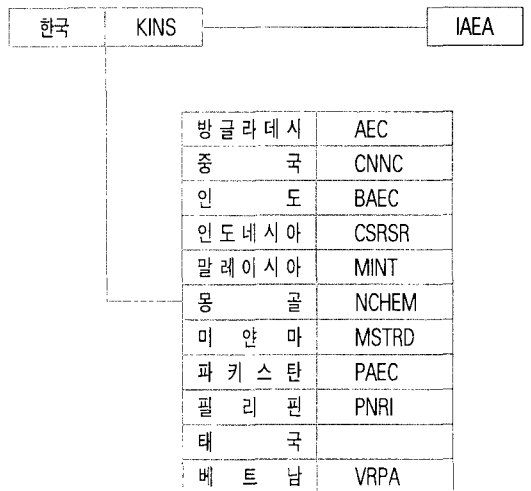 한국 KINS IAEA
방글라데시 AEC
중국 CNNC
인도 BAEC
인도네시아 CSRSR
말레이시아 MINT
몽골 NCHEM
미얀마 MSTRD
파키스탄 PAEC
필리핀 PNRI
태국
베트남 VRPA